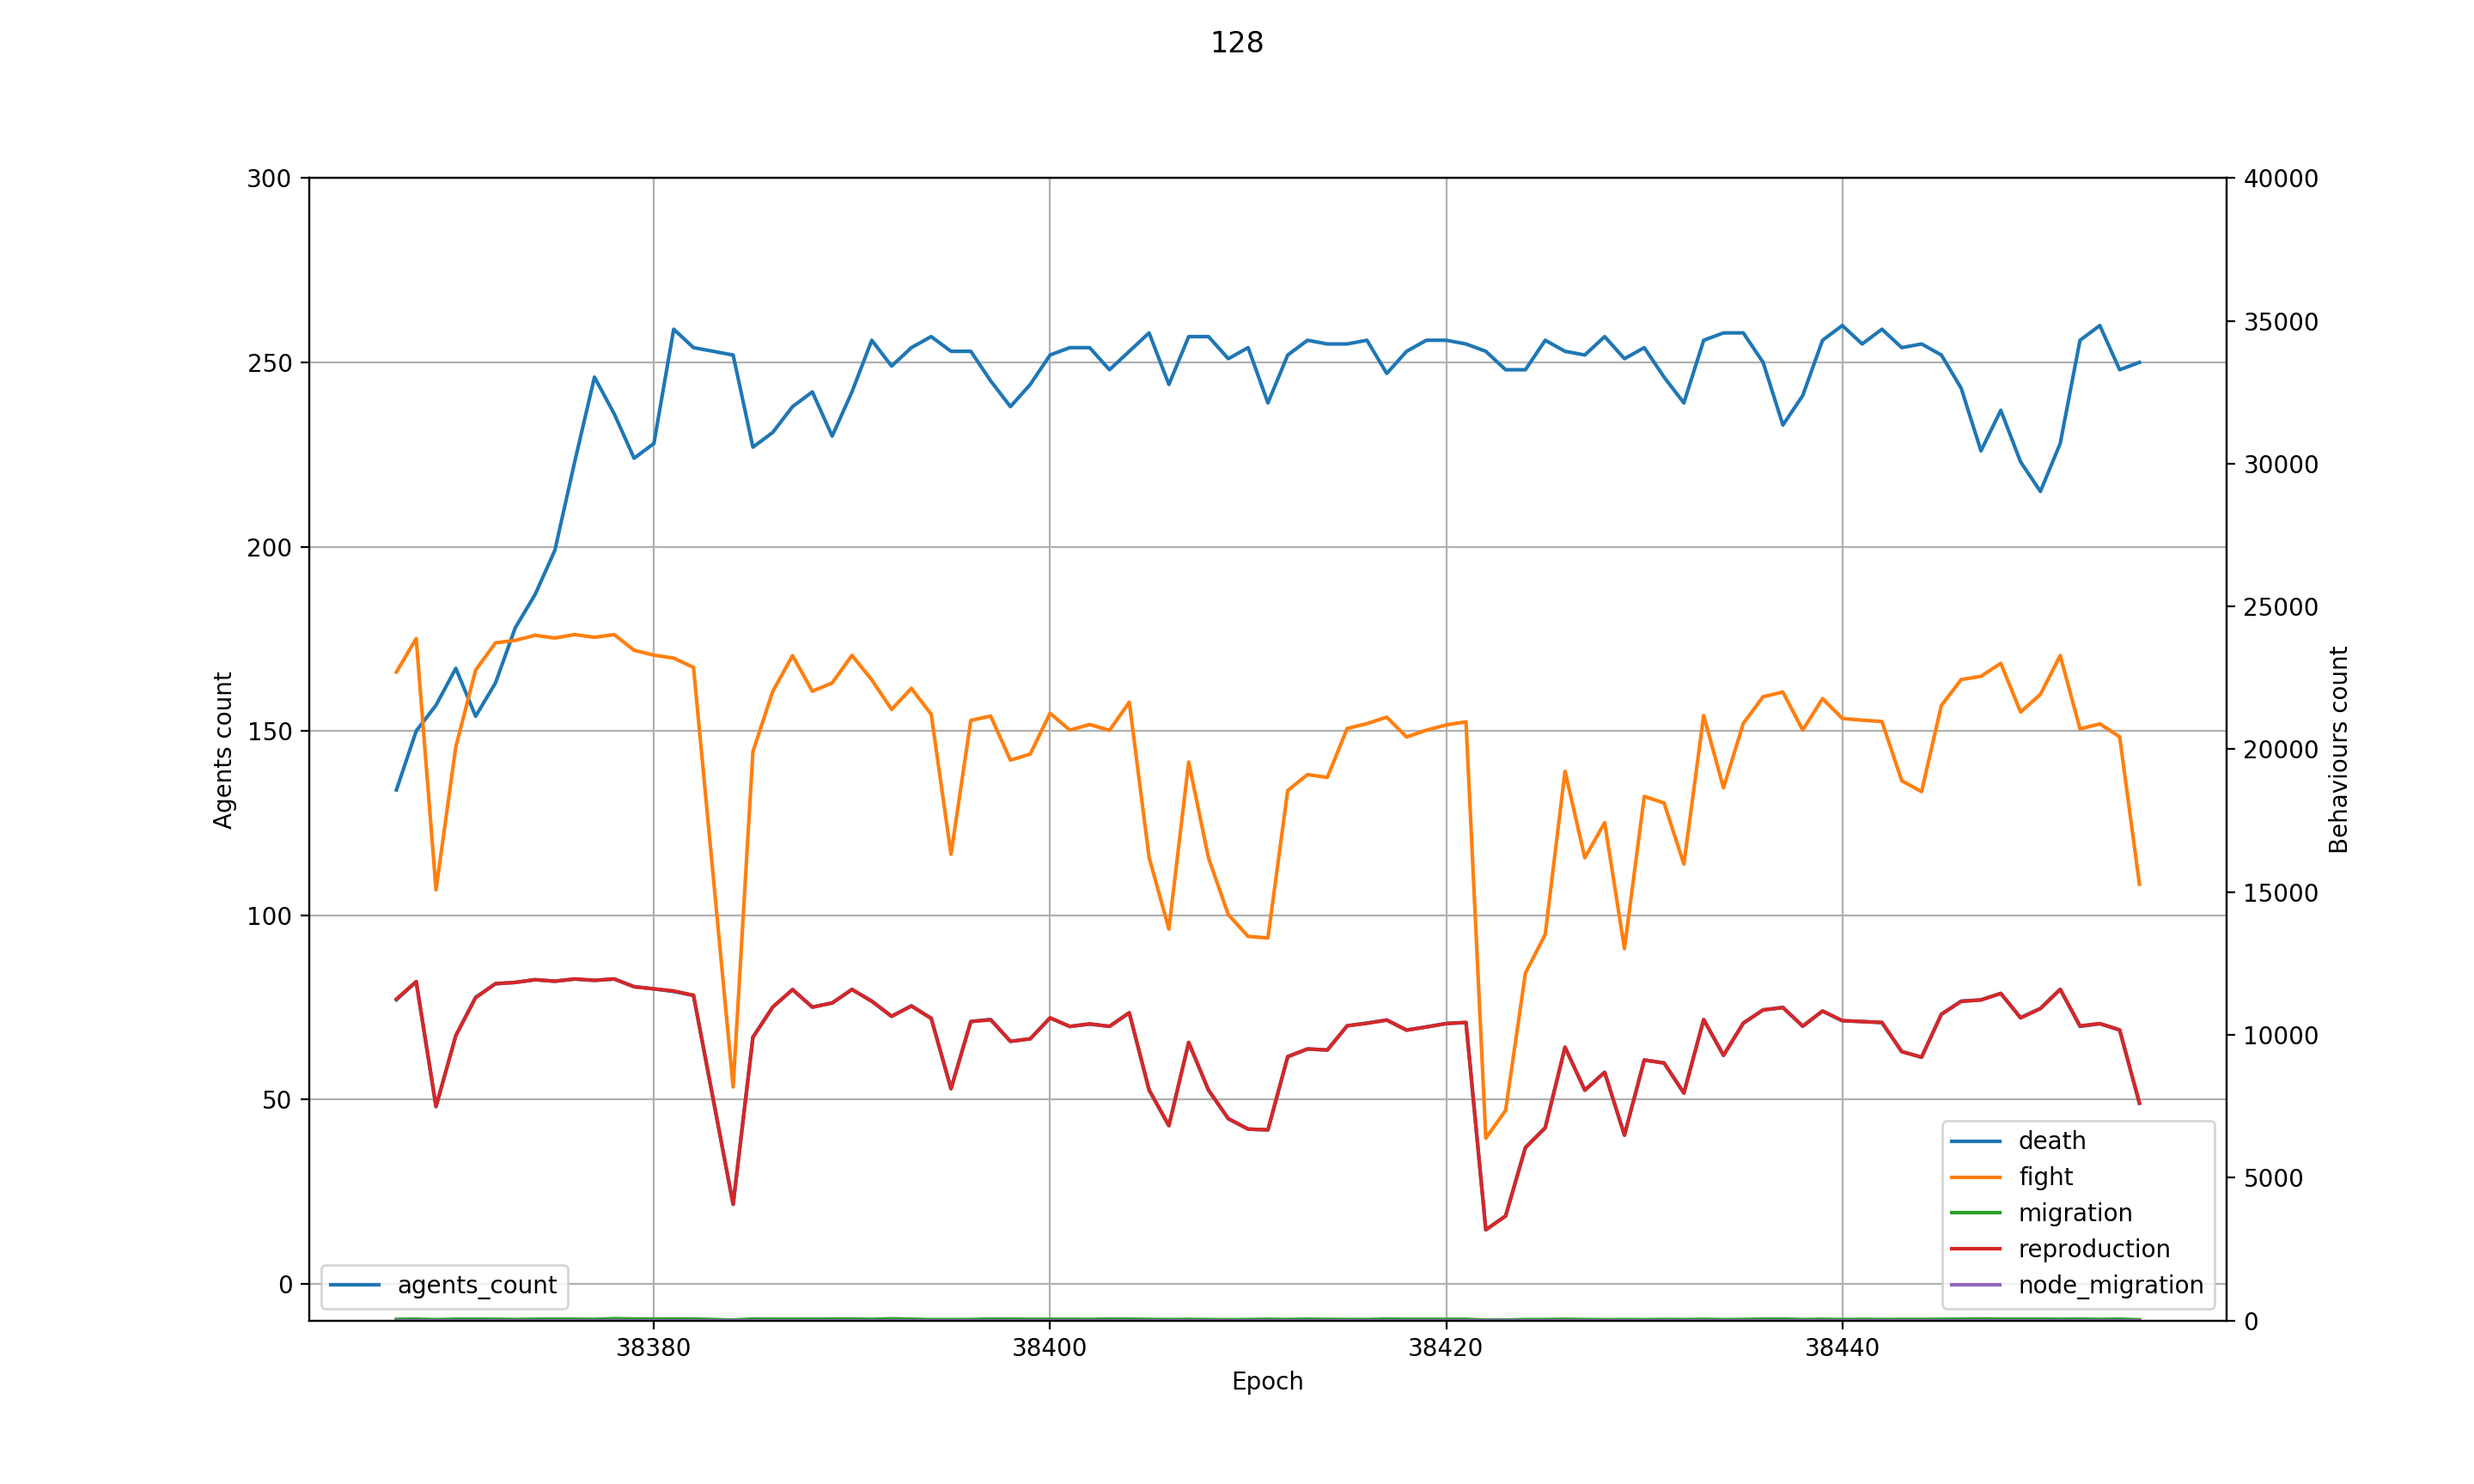 128
300
250
200
150
100
50
0
Agents count
40000
35000
30000
25000
20000
15000
10000
5000
0
Behaviours count
38380
38400
38420
38440
Epoch
agents_count
death
fight
migration
reproduction
node_migration